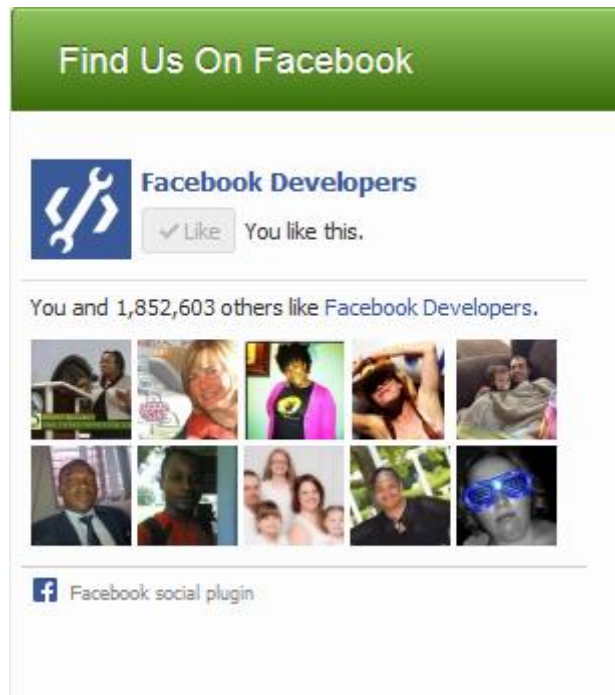 Find Us On Facebook
Facebook Developers
Like You like this.
You and 1,852,603 others like Facebook Developers.
Facebook social plugin